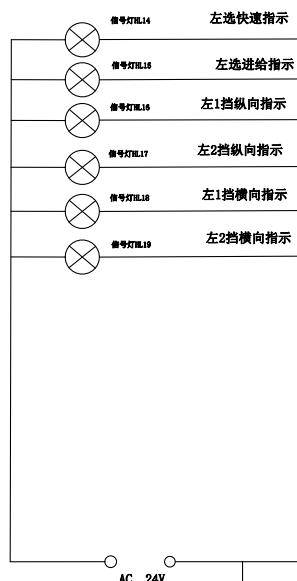 信号灯HL14 左选快速指示
信号灯HL15 左选进给指示
信号灯HL16 左1挡纵向指示
信号灯HL17 左2挡纵向指示
信号灯HL18 左1挡横向指示
信号灯HL19 左2挡横向指示
AC 24V